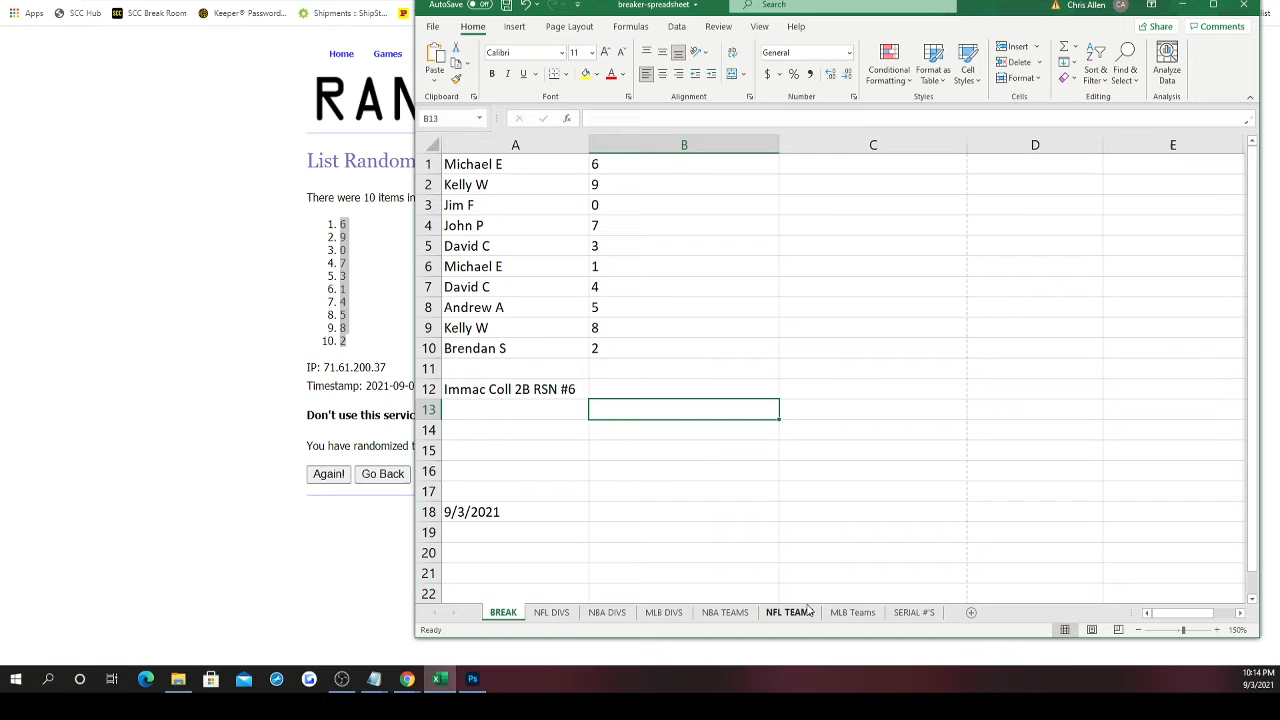 AutoSave Off breaker-spreadsheet Search Chris Allen CA
Apps SCC Hub SCC Break Room Keeper® Password... Shipments – ShipSt... list
File Home Insert Page Layout Formulas Data Review View Help Share Comments
Home Games
Paste Calibri 11 General Insert Delete Format
Conditional Formatting Format as Table Cell Styles Sort & Filter Find & Select Analyze Data
Clipboard Font Alignment Number Styles Cells Editing Analysis
RAN
B13 fx
A B C D E
List Random
There were 10 items in
1. 6
2. 9
3. 0
4. 7
5. 3
6. 1
7. 4
8. 5
9. 8
10. 2
IP: 71.61.200.37
Timestamp: 2021-09-0
Don't use this servic
You have randomized t
Again! Go Back
1 Michael E 6
2 Kelly W 9
3 Jim F 0
4 John P 7
5 David C 3
6 Michael E 1
7 David C 4
8 Andrew A 5
9 Kelly W 8
10 Brendan S 2
11
12 Immac Coll 2B RSN #6
13
14
15
16
17
18 9/3/2021
19
20
21
22
BREAK NFL DIVS NBA DIVS MLB DIVS NBA TEAMS NFL TEAM MLB Teams SERIAL #'S
Ready 150%
10:14 PM
9/3/2021